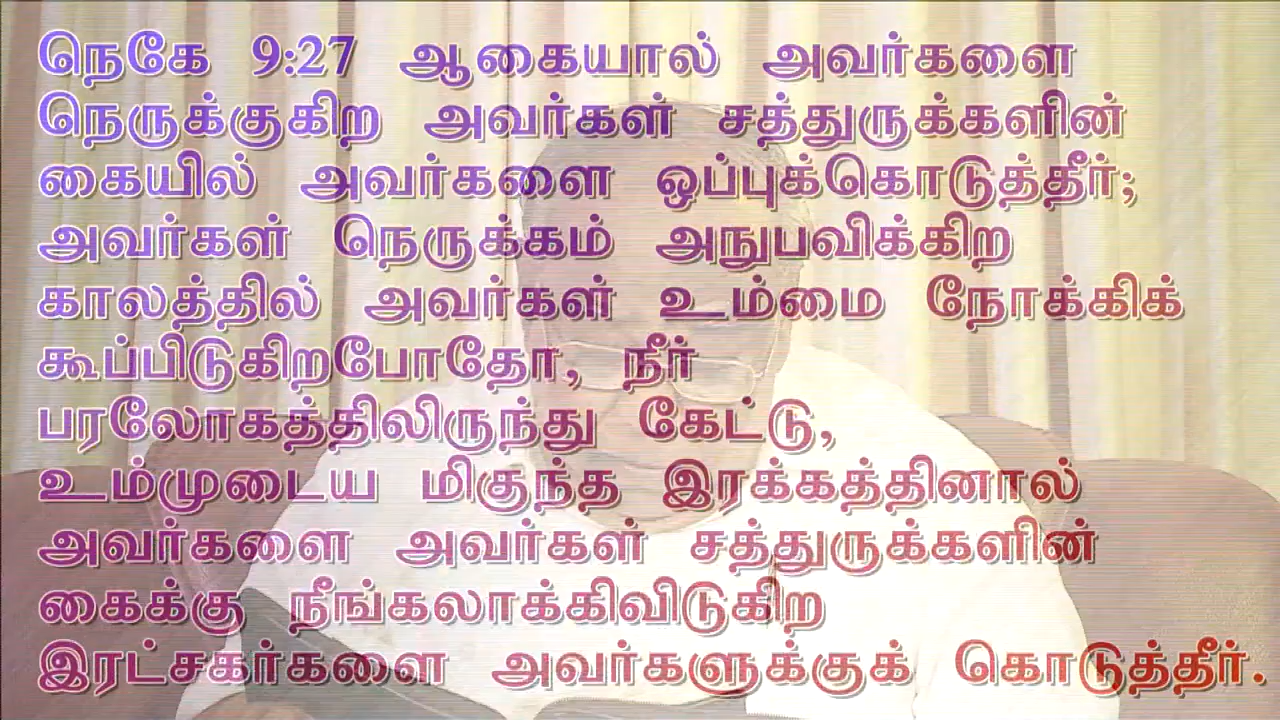 நெகே 9:27 ஆகையால் அவர்களை
நெருக்குகிற அவர்கள் சத்துருக்களின்
கையில் அவர்களை ஒப்புக்கொடுத்தீர்;
அவர்கள் நெருக்கம் அநுபவிக்கிற
காலத்தில் அவர்கள் உம்மை நோக்கிக்
கூப்பிடுகிறபோதோ, நீர்
பரலோகத்திலிருந்து கேட்டு,
உம்முடைய மிகுந்த இரக்கத்தினால்
அவர்களை அவர்கள் சத்துருக்களின்
கைக்கு நீங்கலாக்கிவிடுகிற
இரட்சகர்களை அவர்களுக்குக் கொடுத்தீர்.